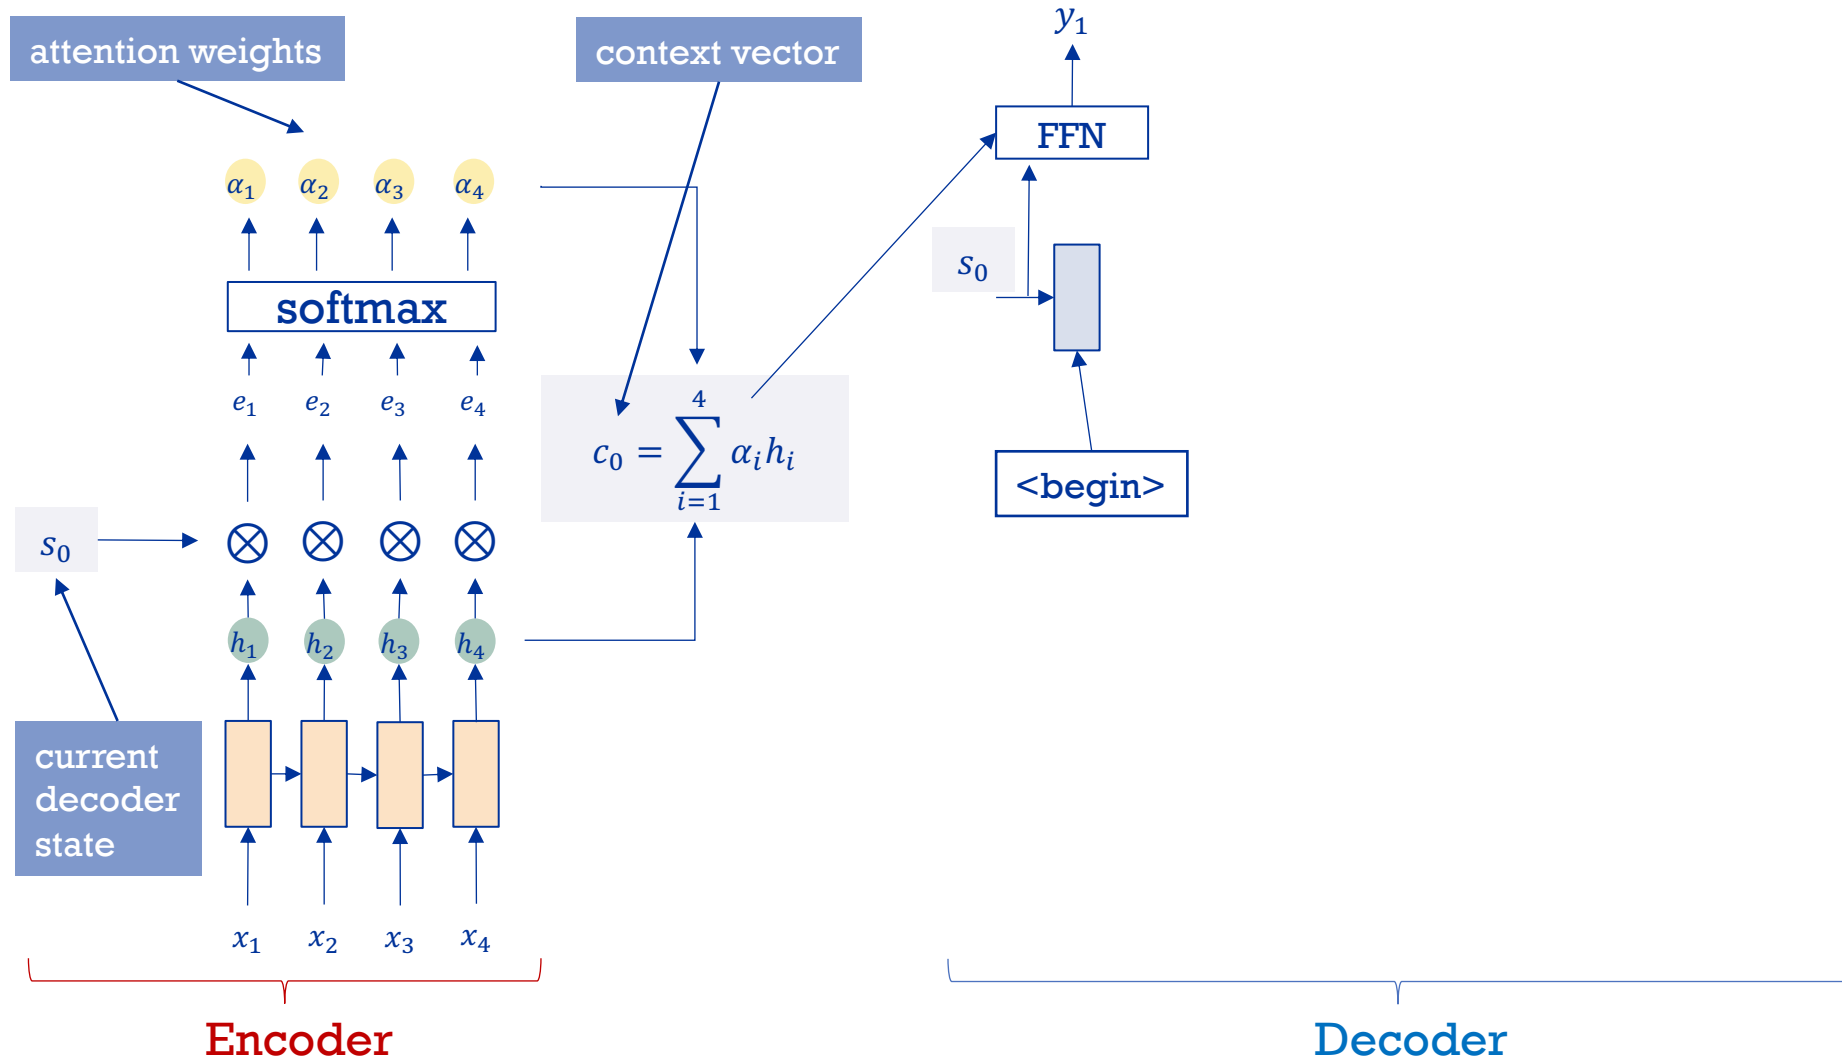 attention weights
context vector
y₁
FFN
α₁ α₂ α₃ α₄
s₀
softmax
e₁ e₂ e₃ e₄
c₀ = ∑_{i=1}^{4} αᵢhᵢ
<begin>
s₀
h₁ h₂ h₃ h₄
current
decoder
state
x₁ x₂ x₃ x₄
Encoder
Decoder